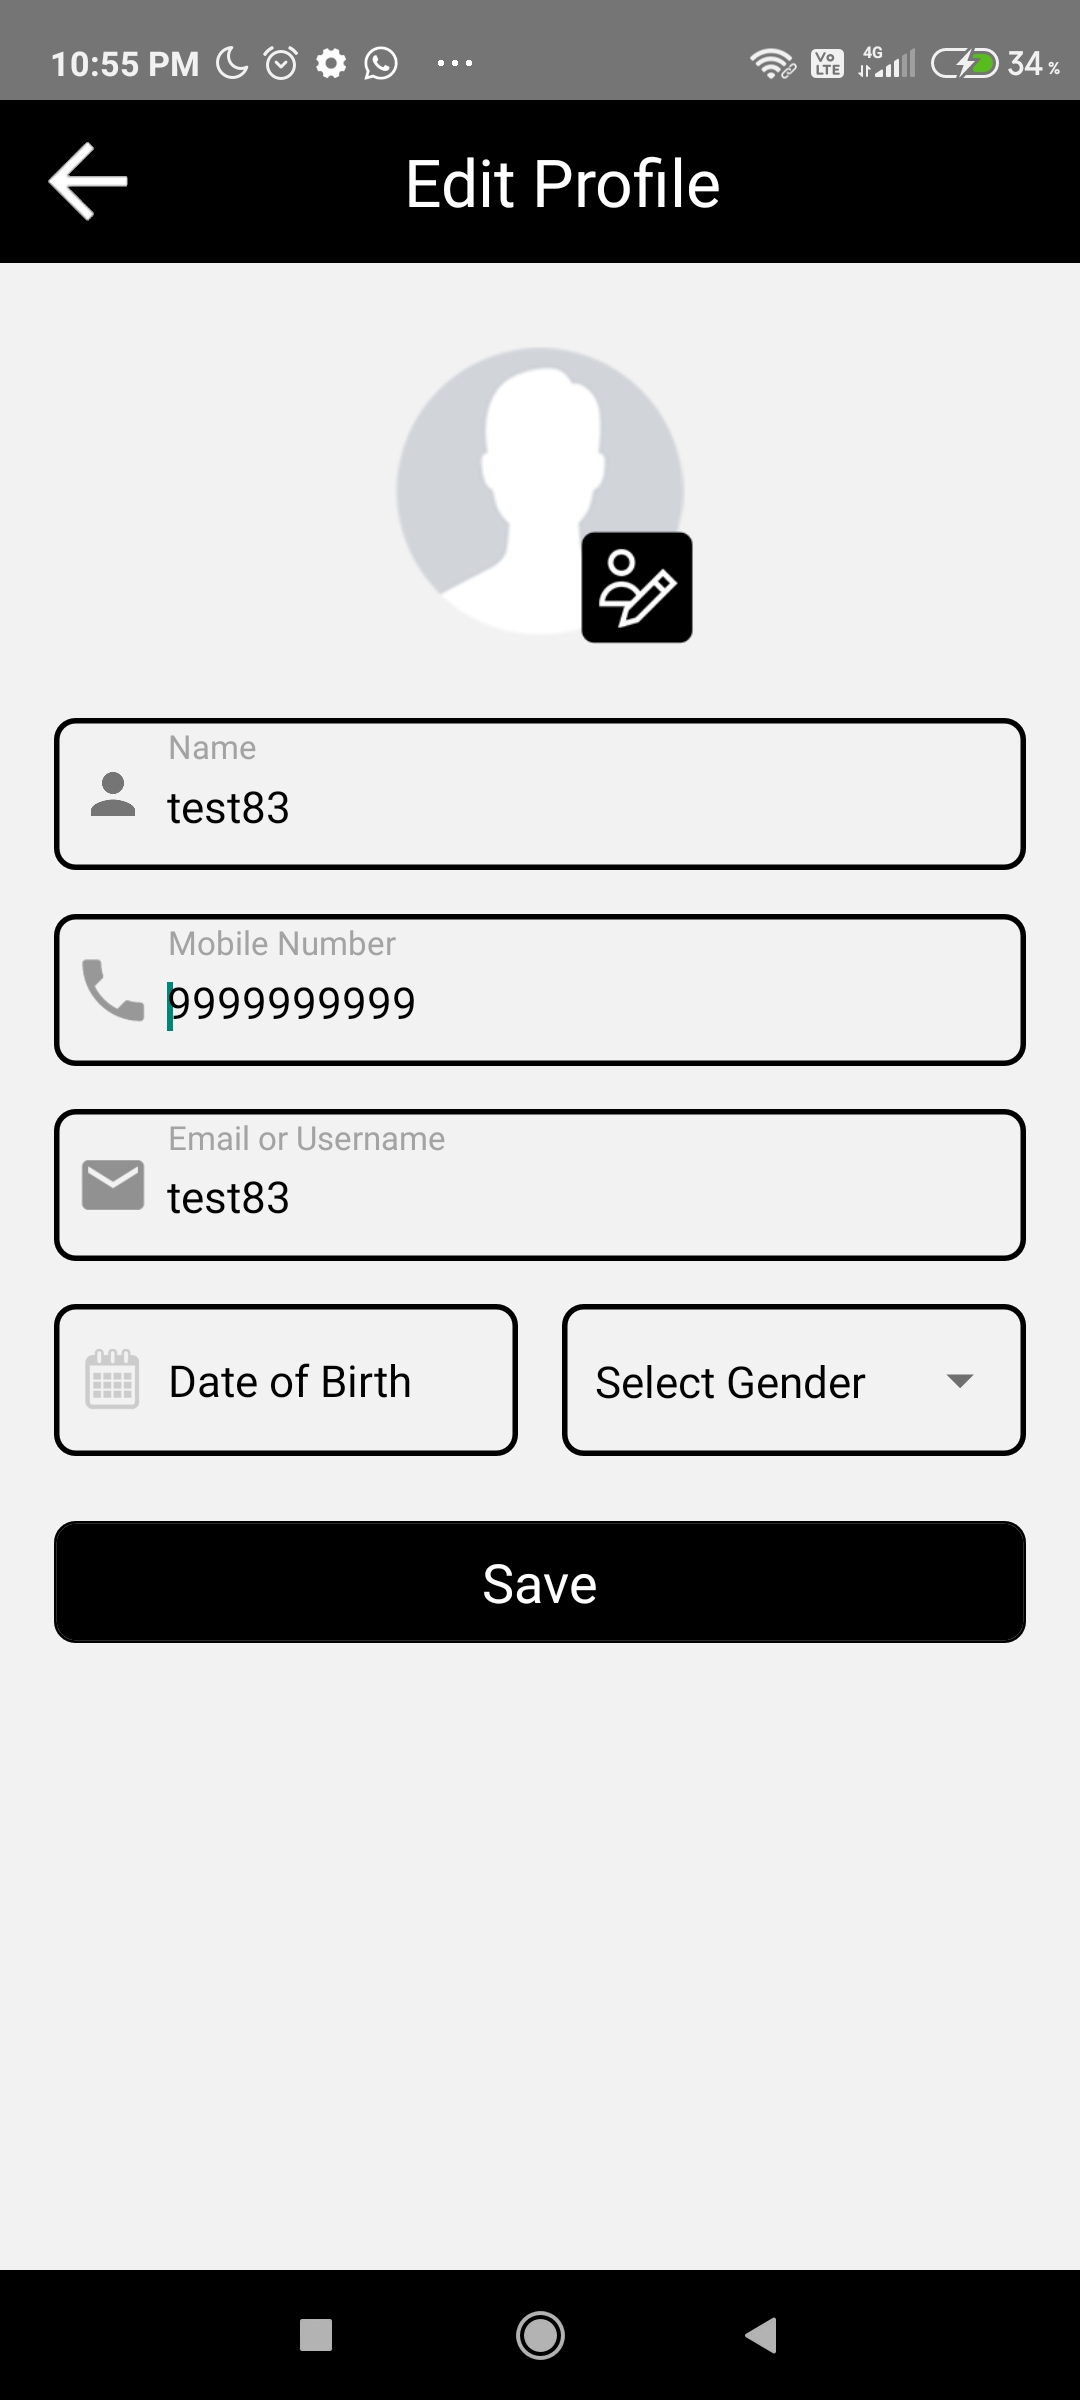 10:55 PM ... Vo LTE 4G 34 %
Edit Profile
Name
test83
Mobile Number
9999999999
Email or Username
test83
Date of Birth Select Gender
Save